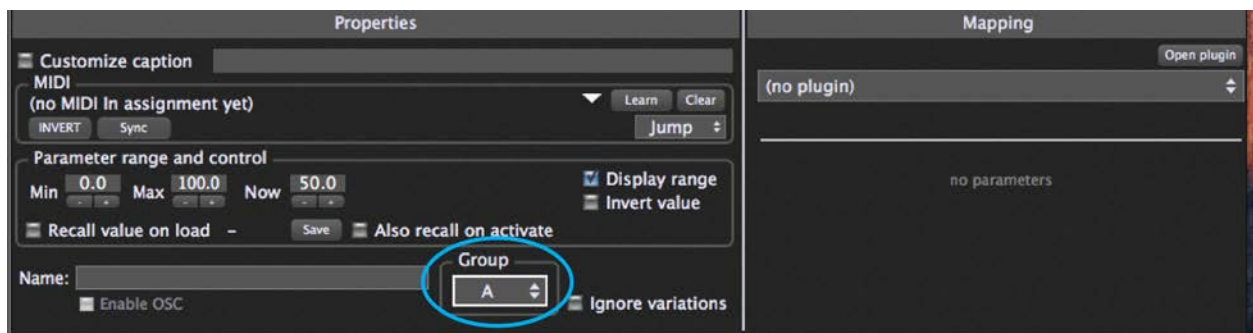 Properties
Customize caption
MIDI
(no MIDI In assignment yet)
Learn Clear
INVERT Sync
Jump
Parameter range and control
Min 0.0 Max 100.0 Now 50.0
- + - + - +
Display range
Invert value
Recall value on load - Save Also recall on activate
Group
Name:
A
Enable OSC
Ignore variations
Mapping
Open plugin
(no plugin)
no parameters